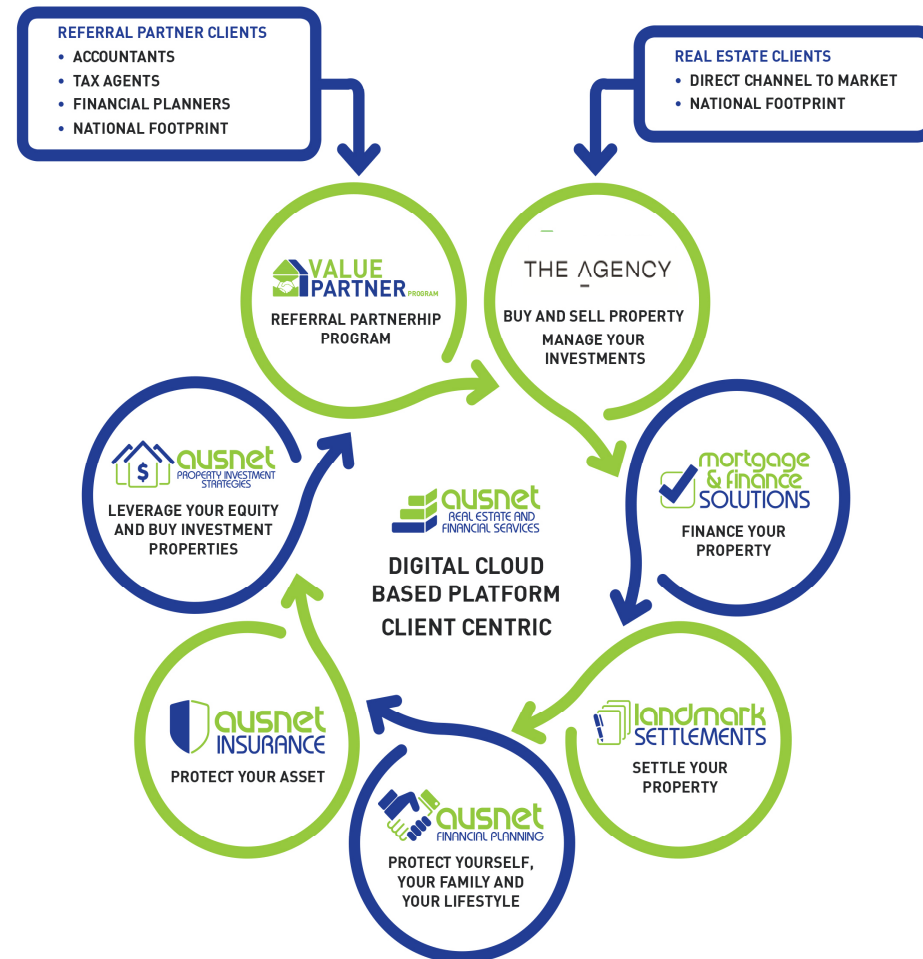 REFERRAL PARTNER CLIENTS
• ACCOUNTANTS
• TAX AGENTS
• FINANCIAL PLANNERS
• NATIONAL FOOTPRINT
REAL ESTATE CLIENTS
• DIRECT CHANNEL TO MARKET
• NATIONAL FOOTPRINT
VALUE
PARTNER PROGRAM
REFERRAL PARTNERHIP
PROGRAM
THE AGENCY
BUY AND SELL PROPERTY
MANAGE YOUR
INVESTMENTS
mortgage
& finance
SOLUTIONS
FINANCE YOUR
PROPERTY
landmark
SETTLEMENTS
SETTLE YOUR
PROPERTY
ausnet
FINANCIAL PLANNING
PROTECT YOURSELF,
YOUR FAMILY AND
YOUR LIFESTYLE
ausnet
INSURANCE
PROTECT YOUR ASSET
$
ausnet
PROPERTY INVESTMENT
STRATEGIES
LEVERAGE YOUR EQUITY
AND BUY INVESTMENT
PROPERTIES
ausnet
REAL ESTATE AND
FINANCIAL SERVICES
DIGITAL CLOUD
BASED PLATFORM
CLIENT CENTRIC